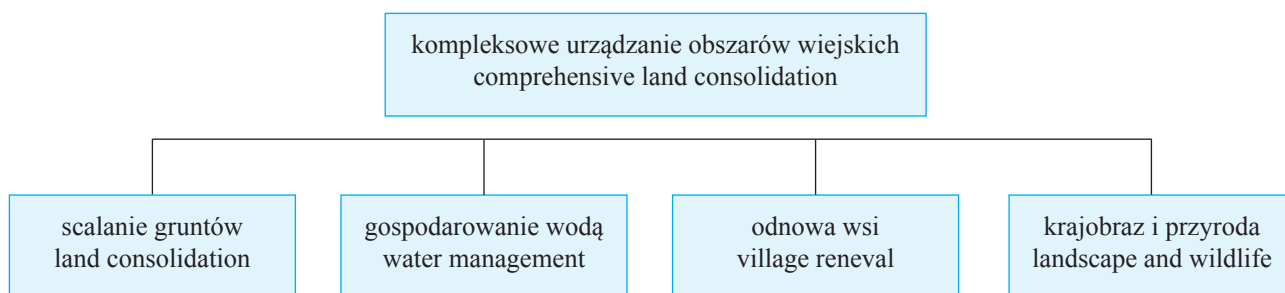 kompleksowe urządzanie obszarów wiejskich
comprehensive land consolidation
scalanie gruntów
land consolidation
gospodarowanie wodą
water management
odnowa wsi
village reneval
krajobraz i przyroda
landscape and wildlife